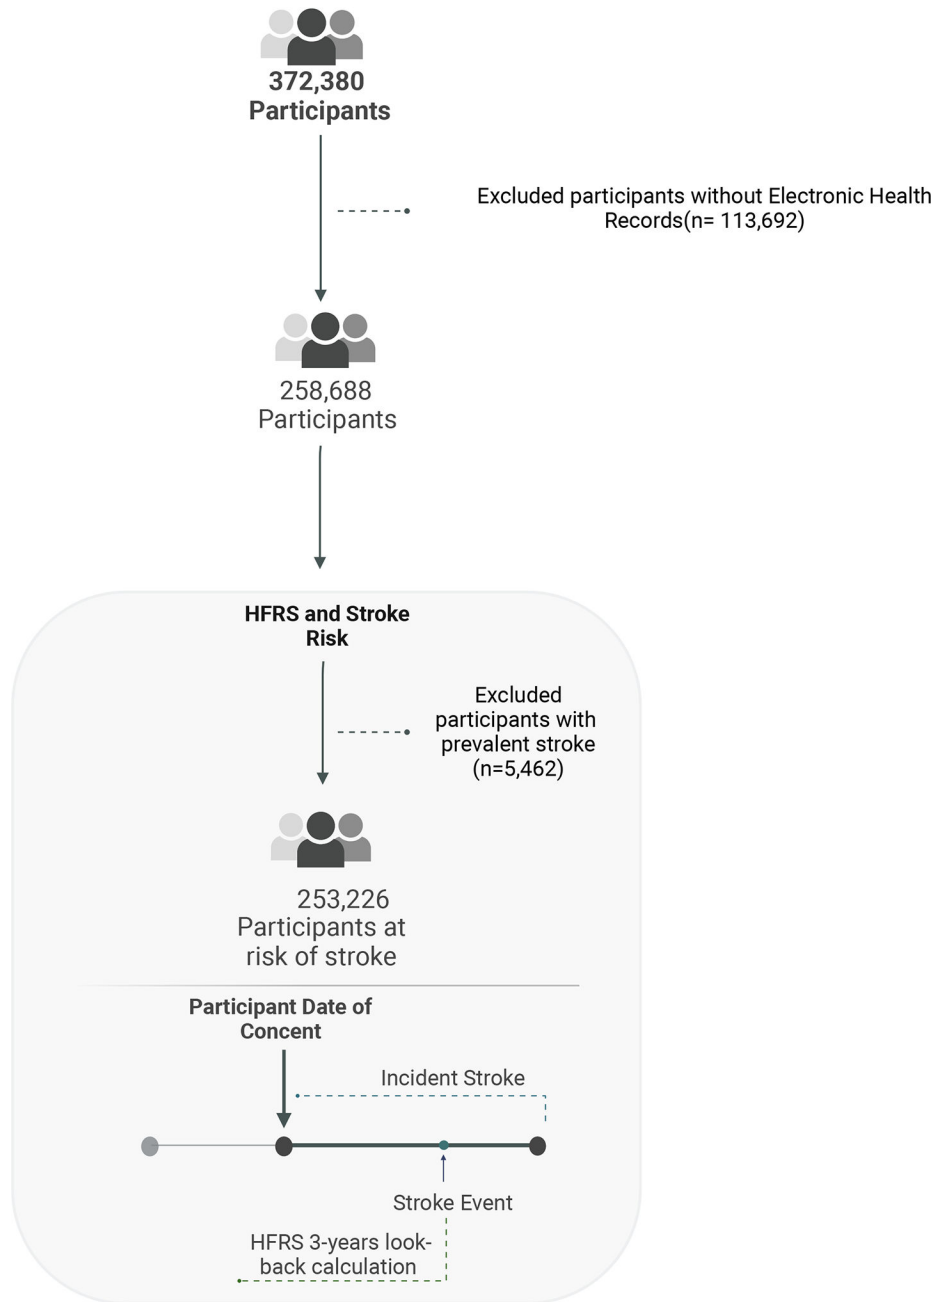 372,380
Participants
Excluded participants without Electronic Health
Records(n= 113,692)
258,688
Participants
HFRS and Stroke
Risk
Excluded
participants with
prevalent stroke
(n=5,462)
253,226
Participants at
risk of stroke
Participant Date of
Concent
Incident Stroke
Stroke Event
HFRS 3-years look-
back calculation